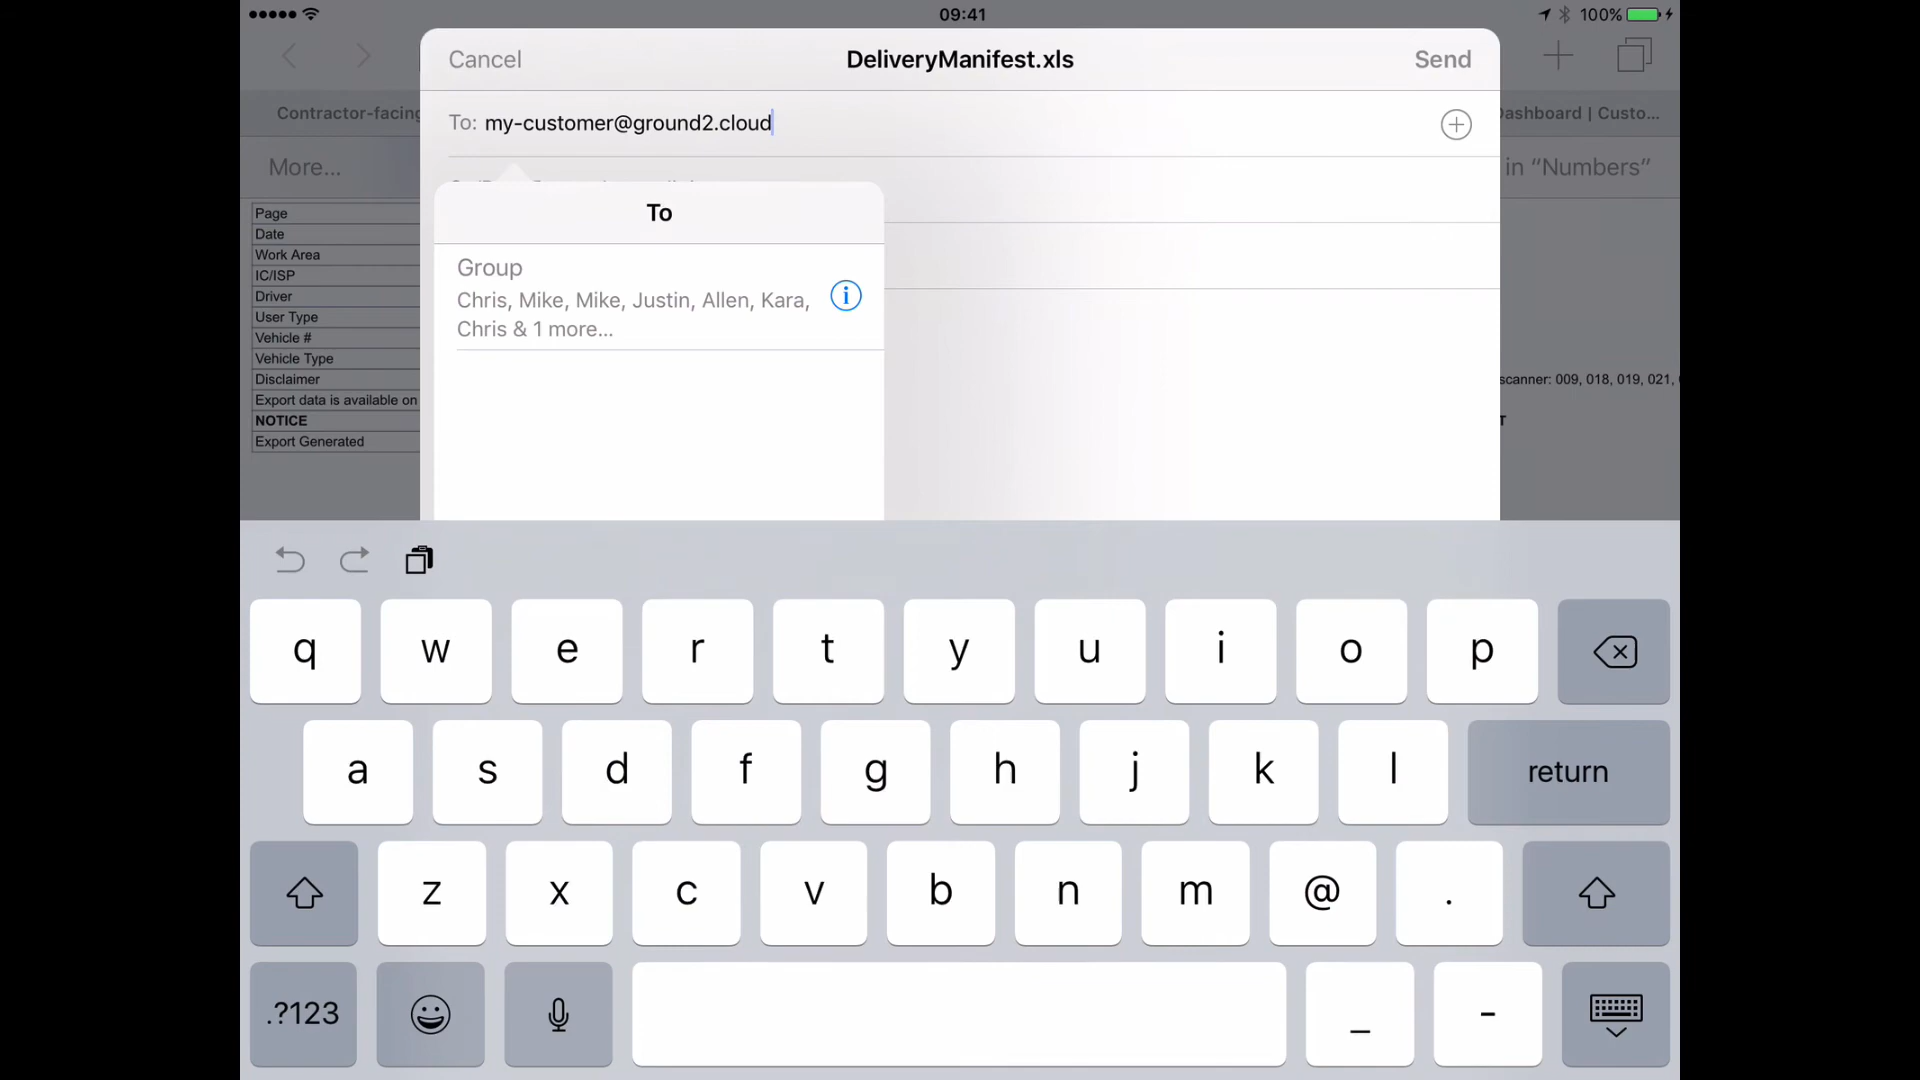 09:41
100%
Cancel
DeliveryManifest.xls
Send
Contractor-facing
Dashboard | Custo...
To: my-customer@ground2.cloud
More...
in “Numbers”
To
Group
Chris, Mike, Mike, Justin, Allen, Kara,
Chris & 1 more...
Page
Date
Work Area
IC/ISP
Driver
User Type
Vehicle #
Vehicle Type
Disclaimer
scanner: 009, 018, 019, 021,
Export data is available on
NOTICE
T
Export Generated
q w e r t y u i o p
a s d f g h j k l return
z x c v b n m @ .
.?123 _ -